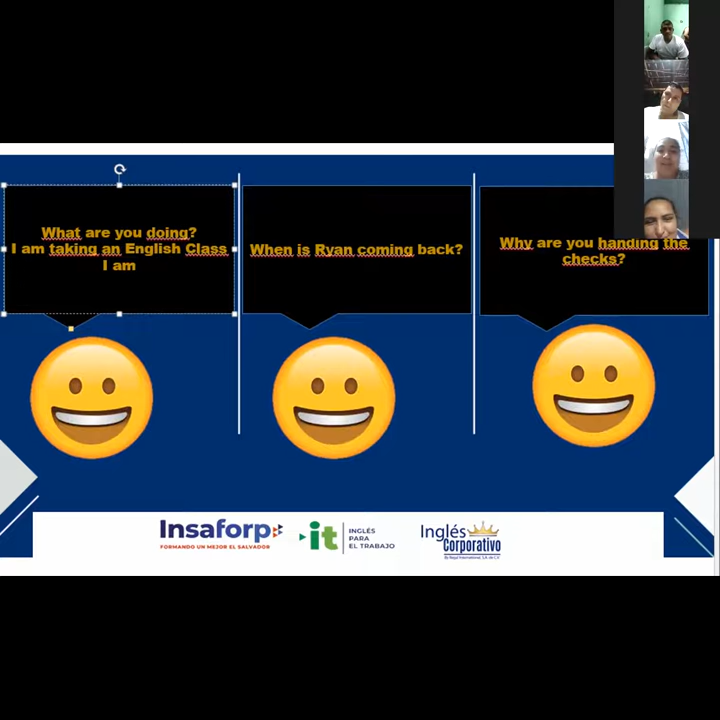 What are you doing?
I am taking an English Class
I am
When is Ryan coming back?
Why are you handing the
checks?
Insaforp
FORMANDO UN MEJOR EL SALVADOR
it
INGLÉS
PARA
EL TRABAJO
Inglés
Corporativo